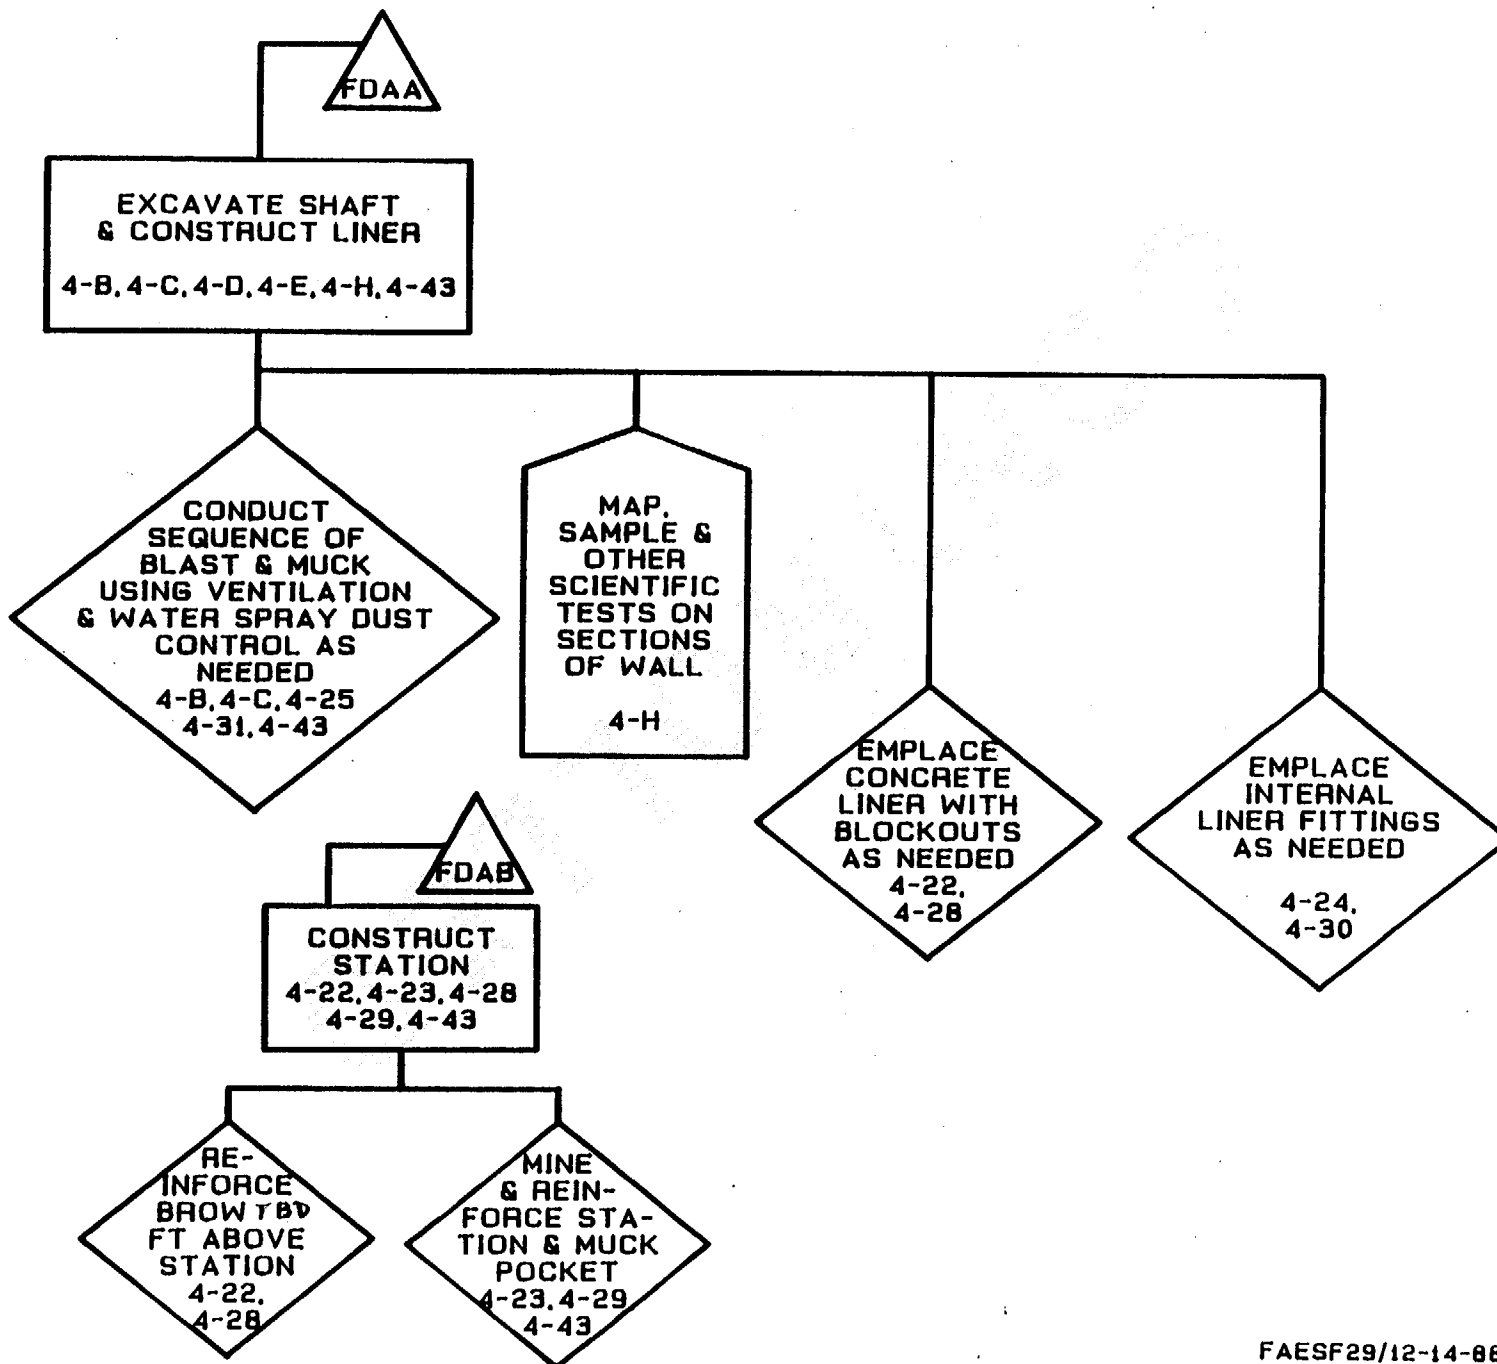 FDAA
EXCAVATE SHAFT
& CONSTRUCT LINER
4-B, 4-C, 4-D, 4-E, 4-H, 4-43
CONDUCT
SEQUENCE OF
BLAST & MUCK
USING VENTILATION
& WATER SPRAY DUST
CONTROL AS
NEEDED
4-B, 4-C, 4-25
4-31, 4-43
MAP,
SAMPLE &
OTHER
SCIENTIFIC
TESTS ON
SECTIONS
OF WALL
4-H
EMPLACE
CONCRETE
LINER WITH
BLOCKOUTS
AS NEEDED
4-22,
4-28
EMPLACE
INTERNAL
LINER FITTINGS
AS NEEDED
4-24,
4-30
FDAB
CONSTRUCT
STATION
4-22, 4-23, 4-28
4-29, 4-43
RE-
INFORCE
BROW TBD
FT ABOVE
STATION
4-22,
4-28
MINE
& REIN-
FORCE STA-
TION & MUCK
POCKET
4-23, 4-29
4-43
FAESF29/12-14-88